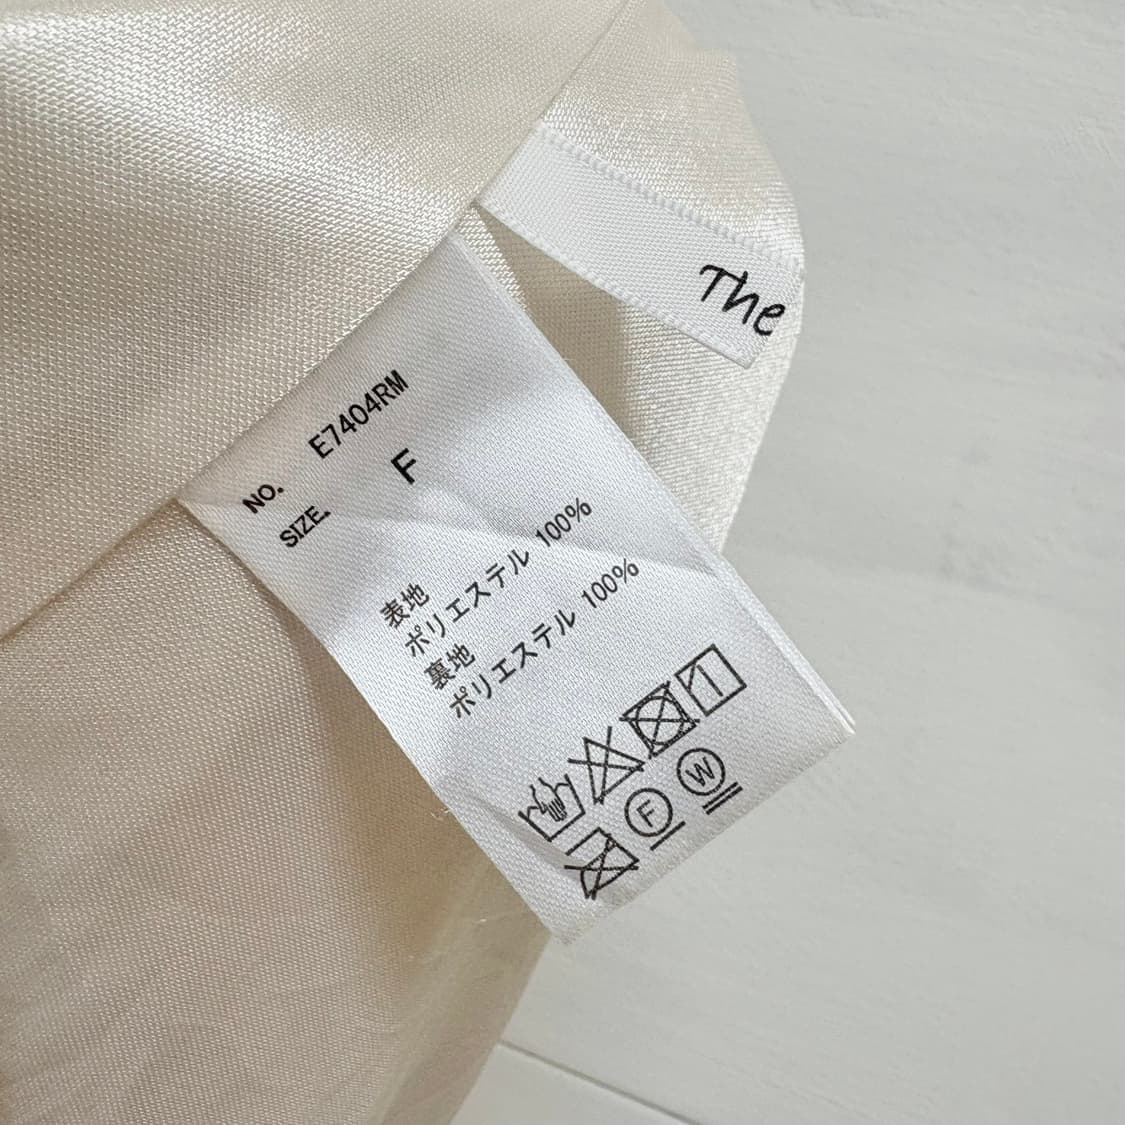 The
NO. E7404RM
SIZE. F
表地
ポリエステル 100%
裏地
ポリエステル 100%
F W